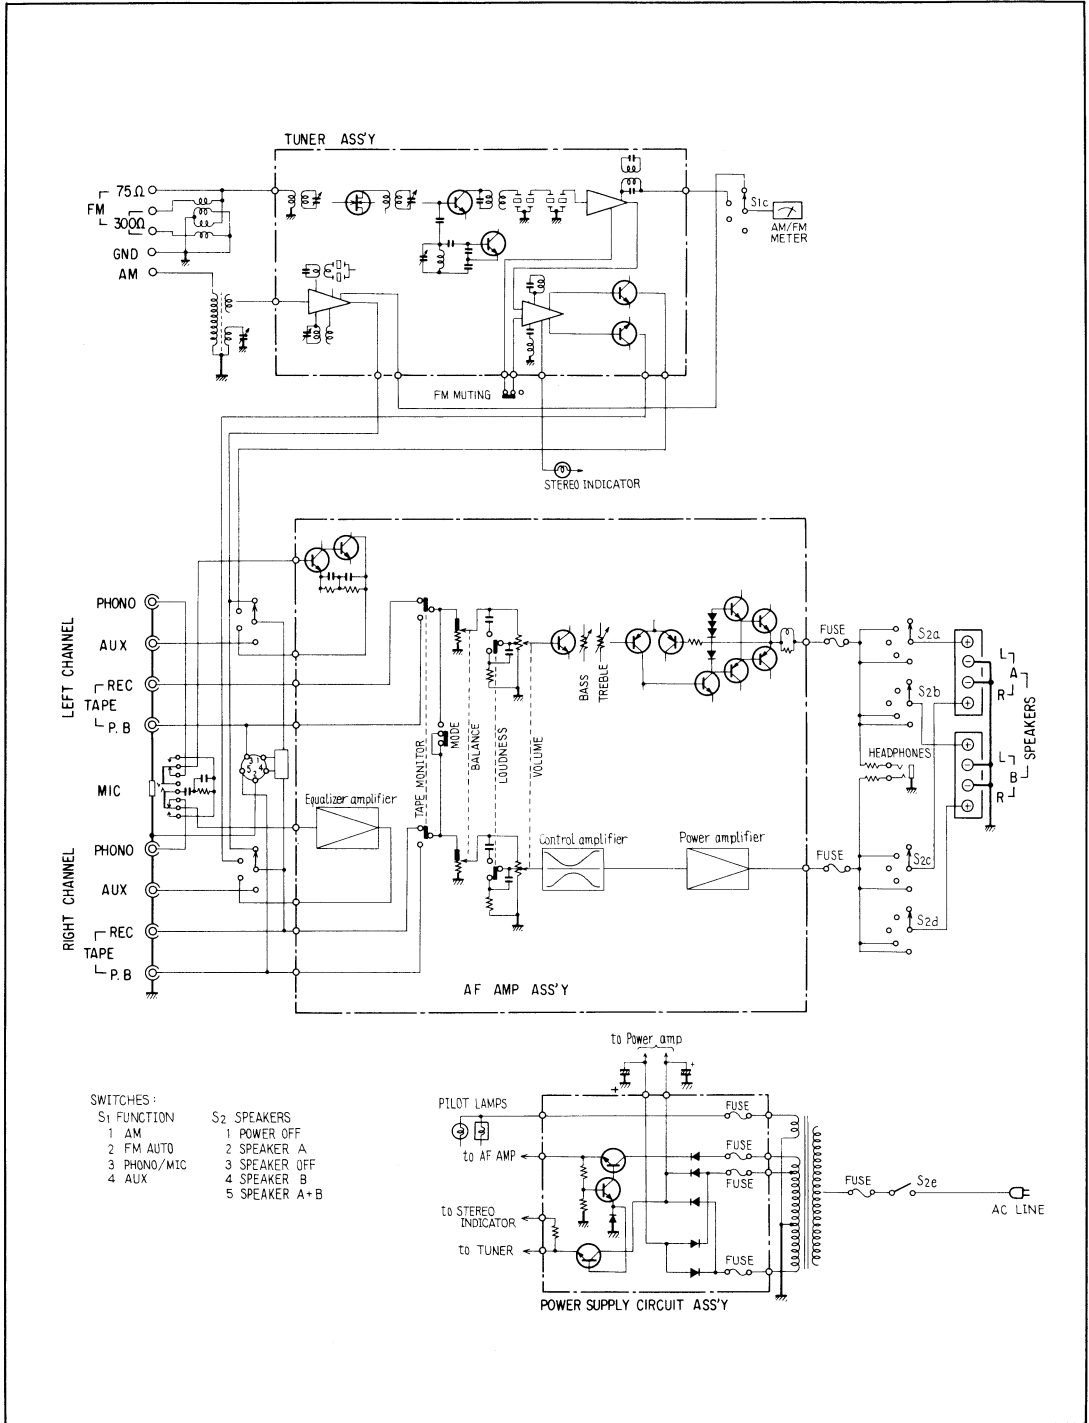 TUNER ASS'Y
75Ω
FM
300Ω
GND
AM
S1c
AM/FM
METER
FM MUTING
STEREO INDICATOR
LEFT CHANNEL
PHONO
AUX
REC
TAPE
P.B
MIC
RIGHT CHANNEL
PHONO
AUX
REC
TAPE
P.B
3 1
5 4
2
Equalizer amplifier
TAPE MONITOR
MODE
BALANCE
LOUDNESS
VOLUME
BASS
TREBLE
Control amplifier
Power amplifier
AF AMP ASS'Y
FUSE
FUSE
S2a
S2b
HEADPHONES
S2c
S2d
L
A
R
L
B
R
SPEAKERS
to Power amp
SWITCHES:
S1 FUNCTION
1 AM
2 FM AUTO
3 PHONO/MIC
4 AUX
S2 SPEAKERS
1 POWER OFF
2 SPEAKER A
3 SPEAKER OFF
4 SPEAKER B
5 SPEAKER A+B
PILOT LAMPS
to AF AMP
to STEREO
INDICATOR
to TUNER
FUSE
FUSE
FUSE
FUSE
FUSE
S2e
AC LINE
POWER SUPPLY CIRCUIT ASS'Y